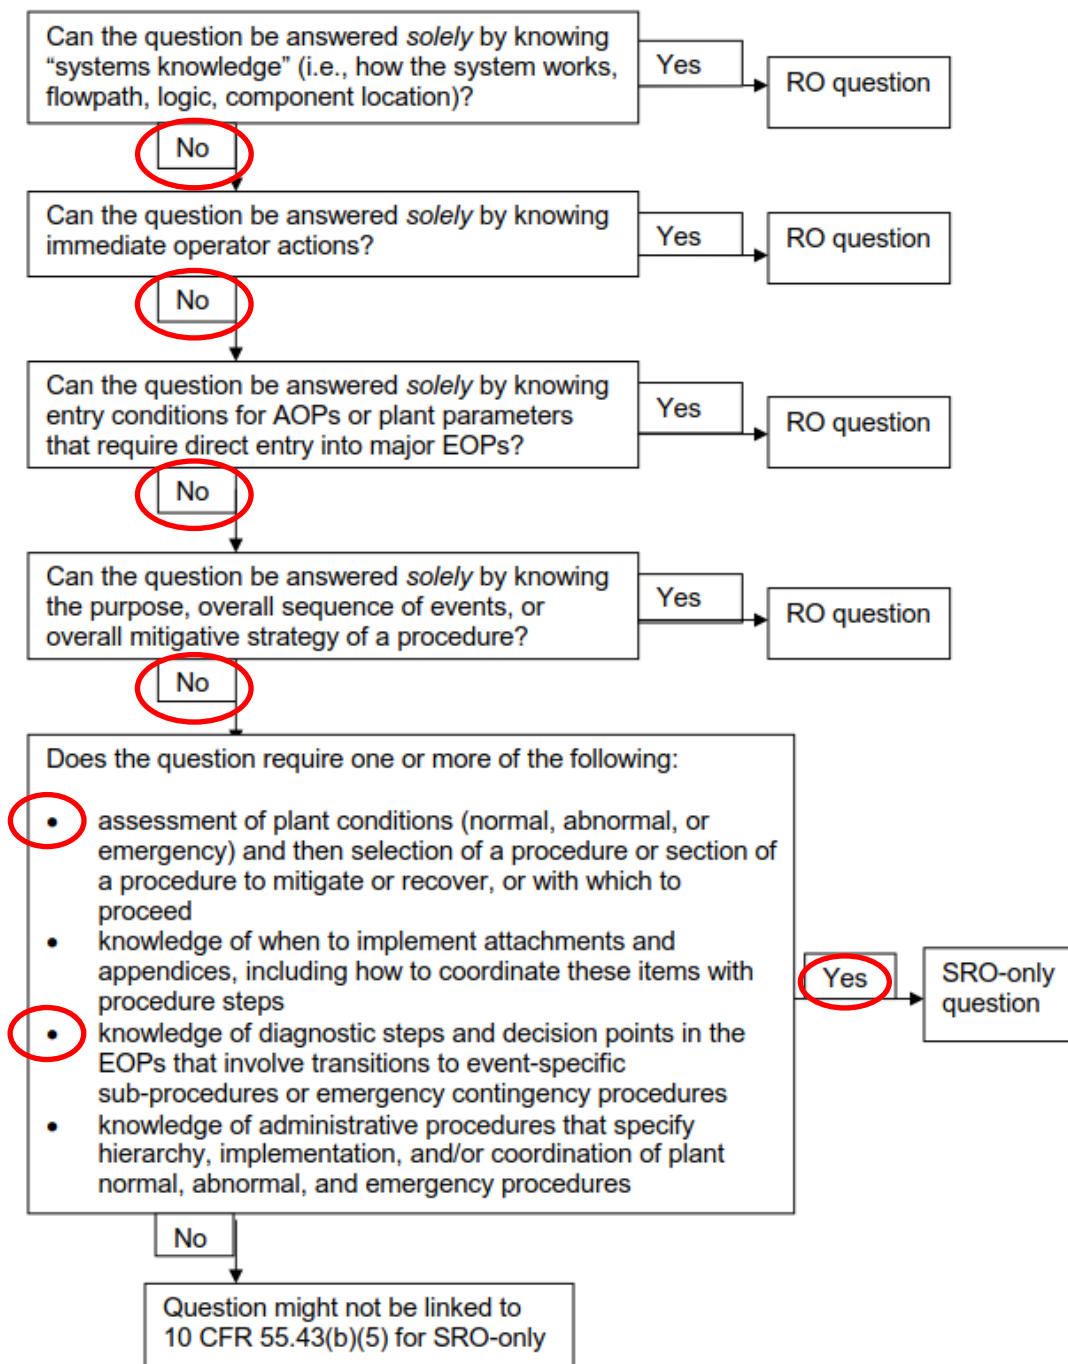 Can the question be answered solely by knowing
“systems knowledge” (i.e., how the system works,
flowpath, logic, component location)?
Yes
RO question
No
Can the question be answered solely by knowing
immediate operator actions?
Yes
RO question
No
Can the question be answered solely by knowing
entry conditions for AOPs or plant parameters
that require direct entry into major EOPs?
Yes
RO question
No
Can the question be answered solely by knowing
the purpose, overall sequence of events, or
overall mitigative strategy of a procedure?
Yes
RO question
No
Does the question require one or more of the following:
• assessment of plant conditions (normal, abnormal, or
emergency) and then selection of a procedure or section of
a procedure to mitigate or recover, or with which to
proceed
• knowledge of when to implement attachments and
appendices, including how to coordinate these items with
procedure steps
• knowledge of diagnostic steps and decision points in the
EOPs that involve transitions to event-specific
sub-procedures or emergency contingency procedures
• knowledge of administrative procedures that specify
hierarchy, implementation, and/or coordination of plant
normal, abnormal, and emergency procedures
Yes
SRO-only
question
No
Question might not be linked to
10 CFR 55.43(b)(5) for SRO-only